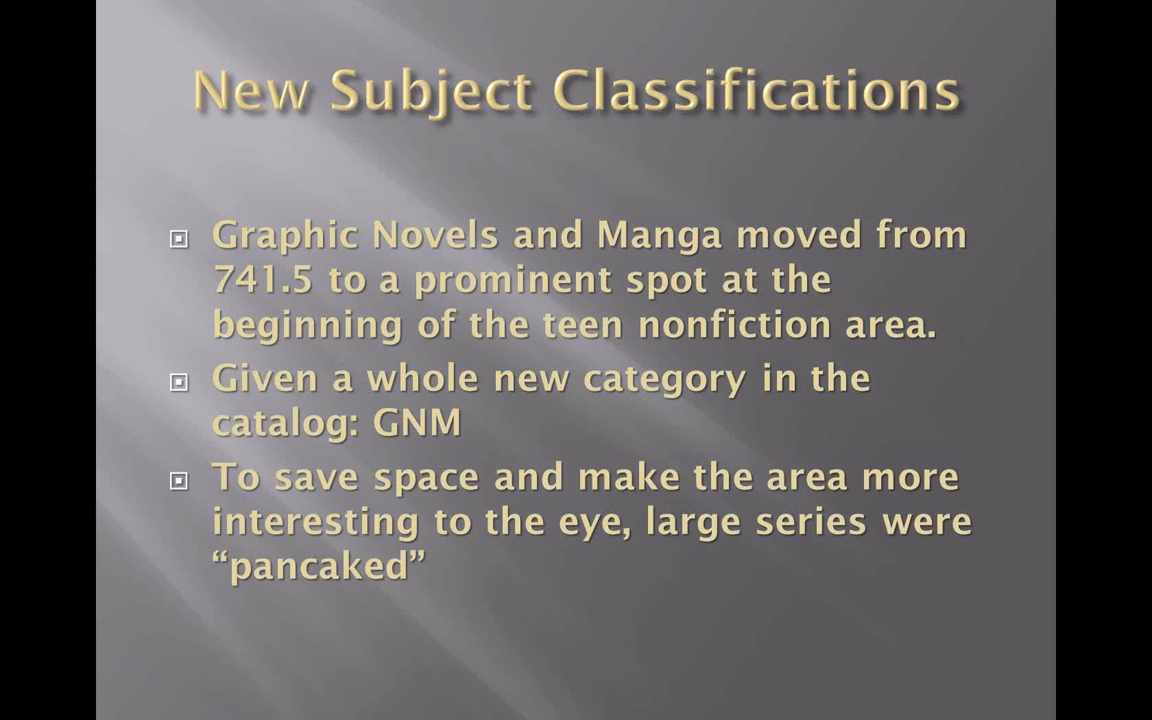 New Subject Classifications
Graphic Novels and Manga moved from
741.5 to a prominent spot at the
beginning of the teen nonfiction area.
Given a whole new category in the
catalog: GNM
To save space and make the area more
interesting to the eye, large series were
“pancaked”